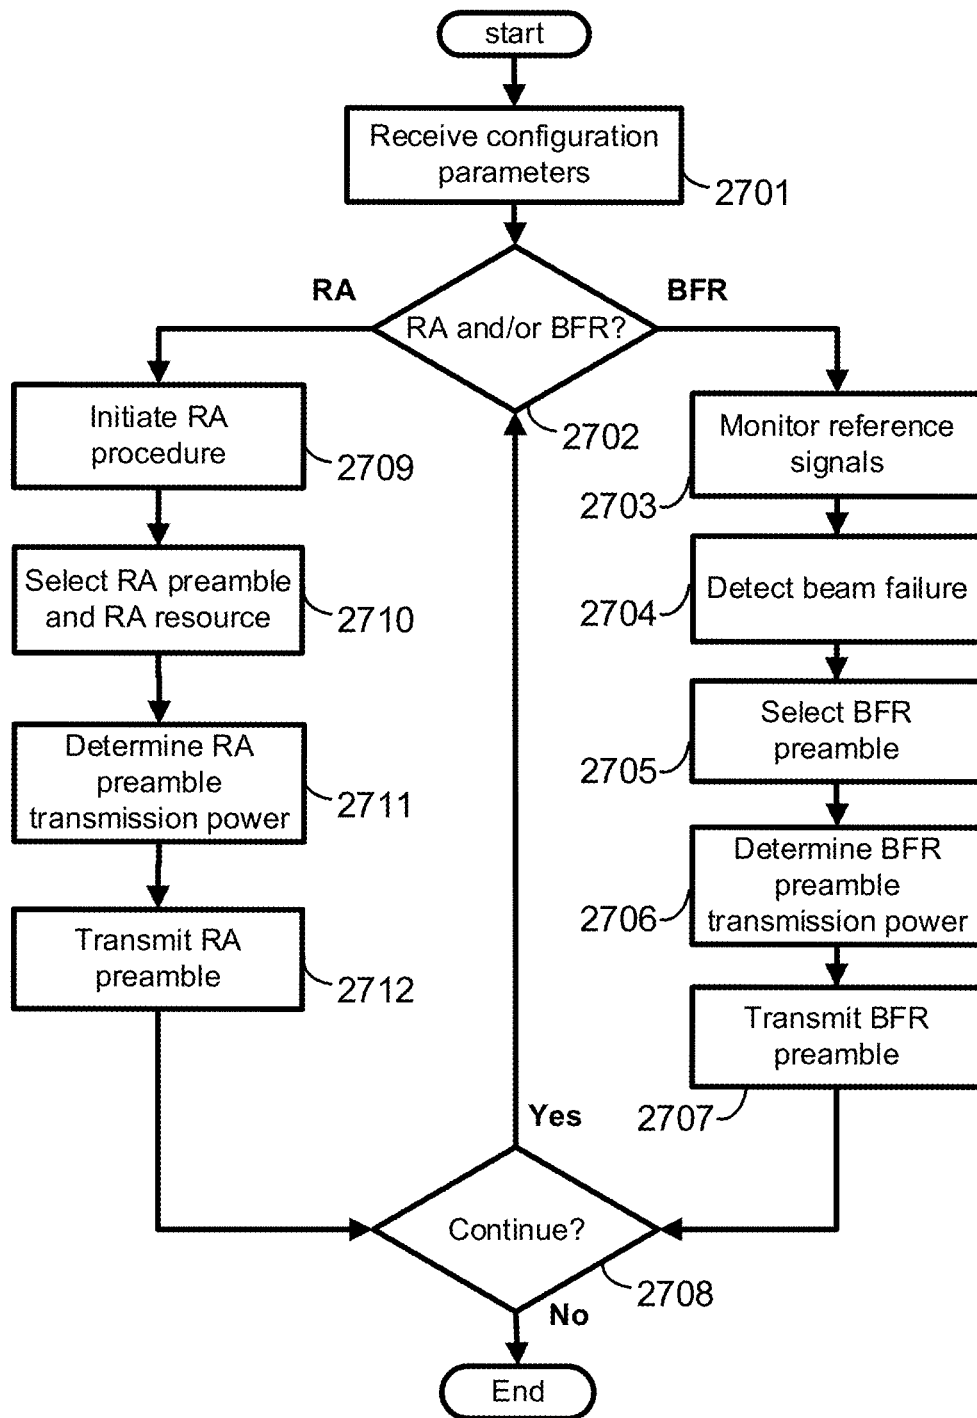 start
Receive configuration
parameters
2701
RA
BFR
RA and/or BFR?
2702
Initiate RA
procedure
2709
Monitor reference
signals
2703
Select RA preamble
and RA resource
2710
Detect beam failure
2704
Select BFR
preamble
2705
Determine RA
preamble
transmission power
2711
Determine BFR
preamble
transmission power
2706
Transmit RA
preamble
2712
Transmit BFR
preamble
2707
Yes
Continue?
2708
No
End